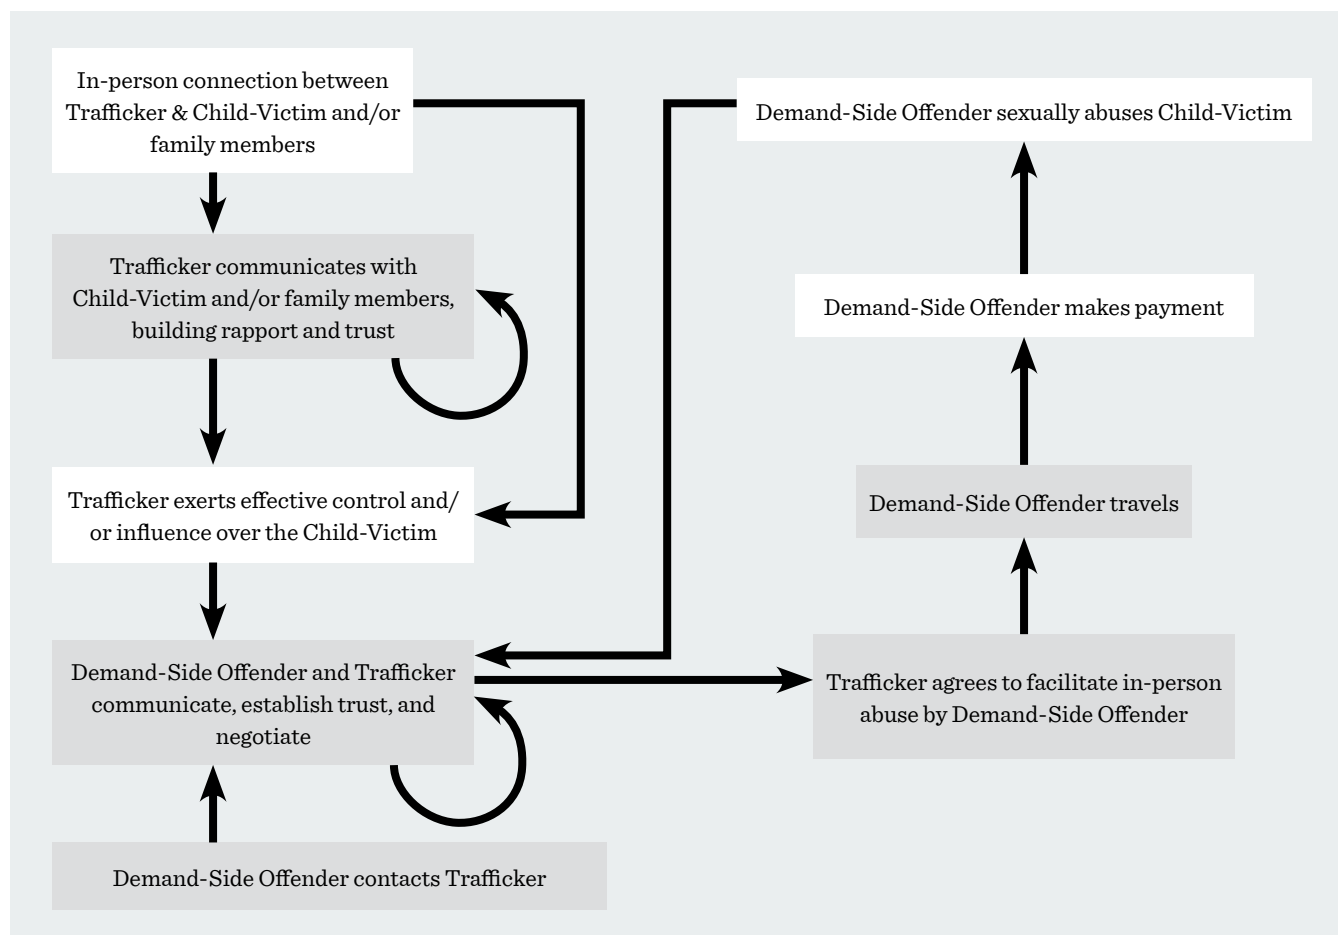 In-person connection between
Trafficker & Child-Victim and/or
family members
Trafficker communicates with
Child-Victim and/or family members,
building rapport and trust
Trafficker exerts effective control and/
or influence over the Child-Victim
Demand-Side Offender and Trafficker
communicate, establish trust, and
negotiate
Demand-Side Offender contacts Trafficker
Demand-Side Offender sexually abuses Child-Victim
Demand-Side Offender makes payment
Demand-Side Offender travels
Trafficker agrees to facilitate in-person
abuse by Demand-Side Offender